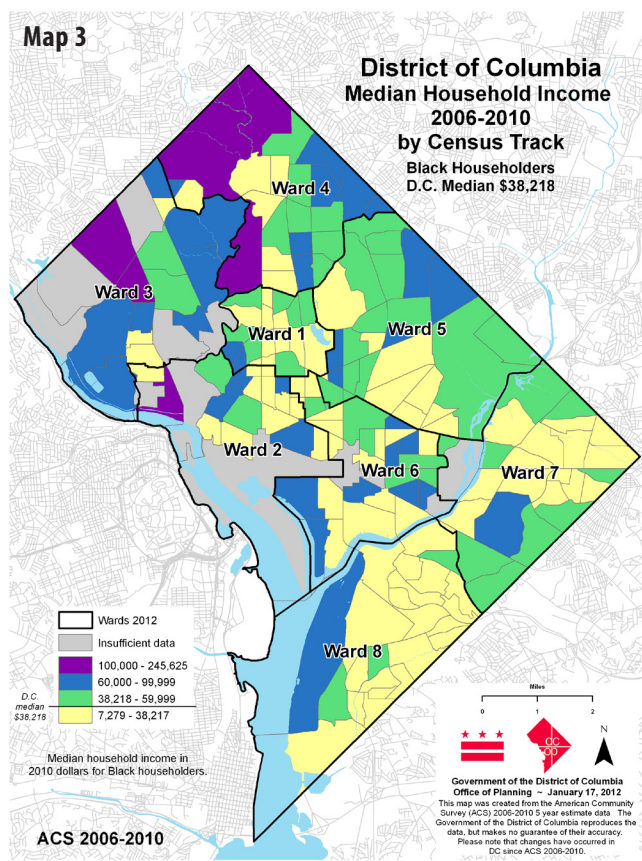 Map 3
District of Columbia
Median Household Income
2006-2010
by Census Track
Black Householders
D.C. Median $38,218
Ward 4
Ward 3
Ward 1
Ward 5
Ward 2
Ward 6
Ward 7
Ward 8
Wards 2012
Insufficient data
100,000 - 245,625
60,000 - 99,999
38,218 - 59,999
7,279 - 38,217
D.C.
median
$38,218
Median household income in
2010 dollars for Black householders.
ACS 2006-2010
Miles
0 1 2
N
dc
op
Government of the District of Columbia
Office of Planning ~ January 17, 2012
This map was created from the American Community
Survey (ACS) 2006-2010 5 year estimate data The
Government of the District of Columbia reproduces the
data, but makes no guarantee of their accuracy.
Please note that changes have occurred in
DC since ACS 2006-2010.